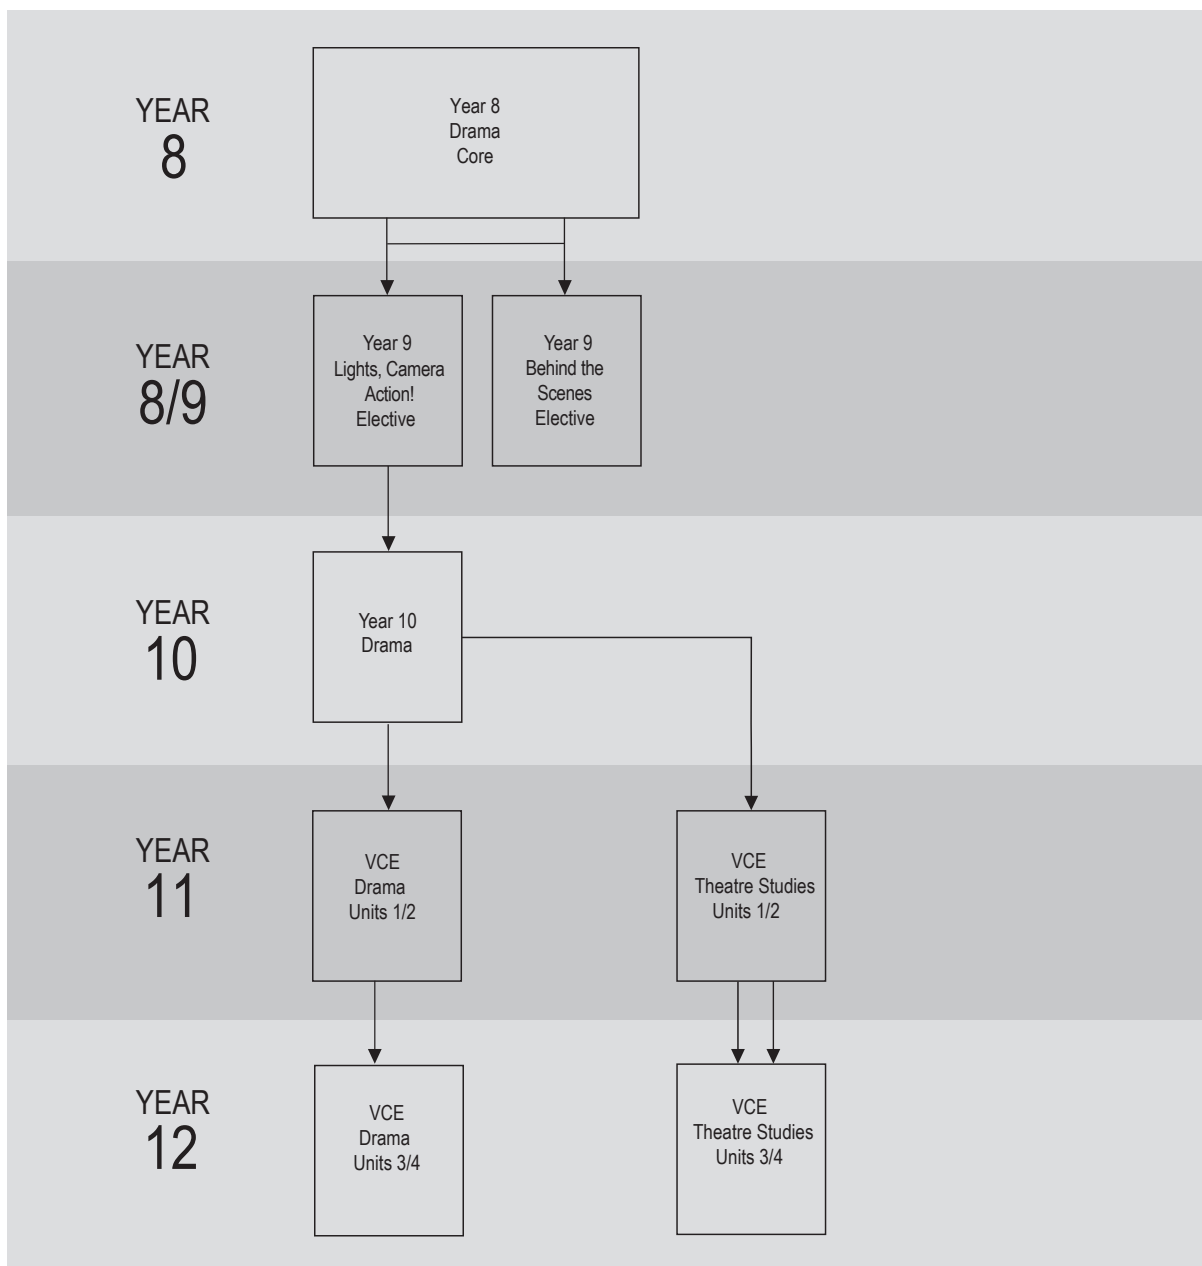 YEAR
8
Year 8
Drama
Core
YEAR
8/9
Year 9
Lights, Camera
Action!
Elective
Year 9
Behind the
Scenes
Elective
YEAR
10
Year 10
Drama
YEAR
11
VCE
Drama
Units 1/2
VCE
Theatre Studies
Units 1/2
YEAR
12
VCE
Drama
Units 3/4
VCE
Theatre Studies
Units 3/4